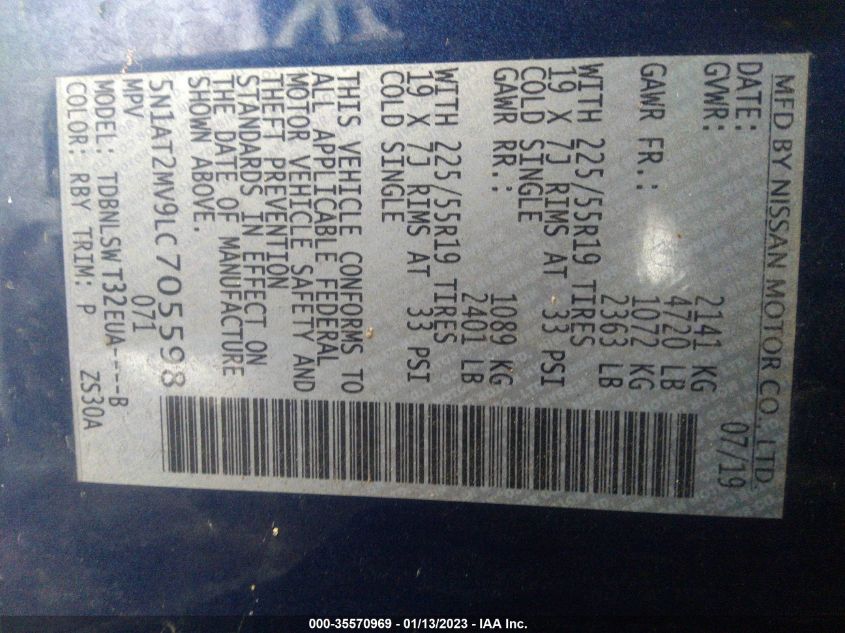 MFD BY NISSAN MOTOR CO., LTD.
DATE: 07/19
GVWR: 2141 KG
4720 LB
GAWR FR.: 1072 KG
2363 LB
WITH 225/55R19 TIRES
19 X 7J RIMS AT 33 PSI
COLD SINGLE
GAWR RR.: 1089 KG
2401 LB
WITH 225/55R19 TIRES
19 X 7J RIMS AT 33 PSI
COLD SINGLE
THIS VEHICLE CONFORMS TO
ALL APPLICABLE FEDERAL
MOTOR VEHICLE SAFETY AND
THEFT PREVENTION
STANDARDS IN EFFECT ON
THE DATE OF MANUFACTURE
SHOWN ABOVE.
5N1AT2MV9LC705598
MPV 071
MODEL: TDBNLSWT32EUA----B
COLOR: RBY TRIM: P ZS30A
000-35570969 - 01/13/2023 - IAA Inc.